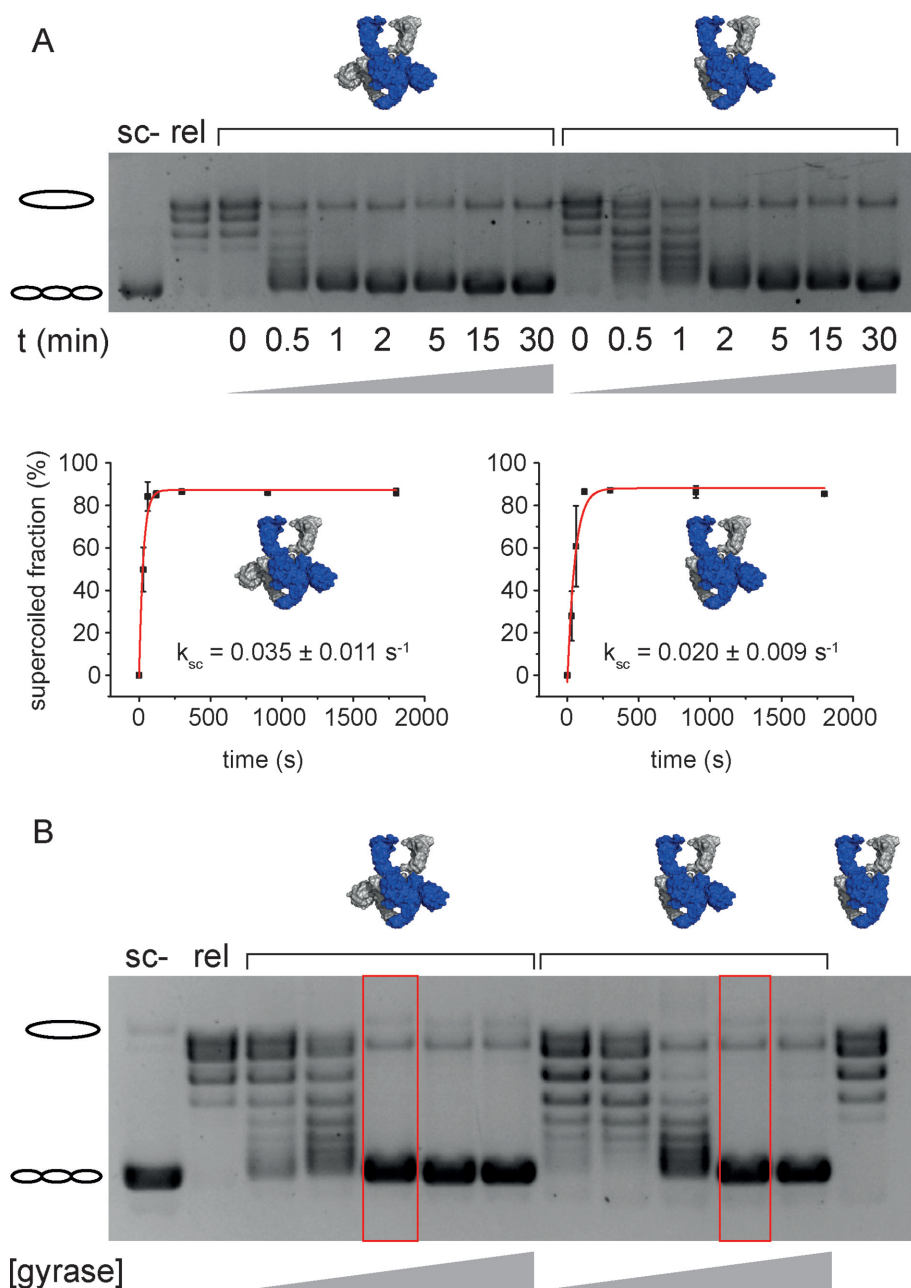 A
sc- rel
t (min) 0 0.5 1 2 5 15 30 0 0.5 1 2 5 15 30
supercoiled fraction (%)
100
80
60
40
20
0
k_sc = 0.035 ± 0.011 s⁻¹
0 500 1000 1500 2000
time (s)
100
80
60
40
20
0
k_sc = 0.020 ± 0.009 s⁻¹
0 500 1000 1500 2000
time (s)
B
sc- rel
[gyrase]